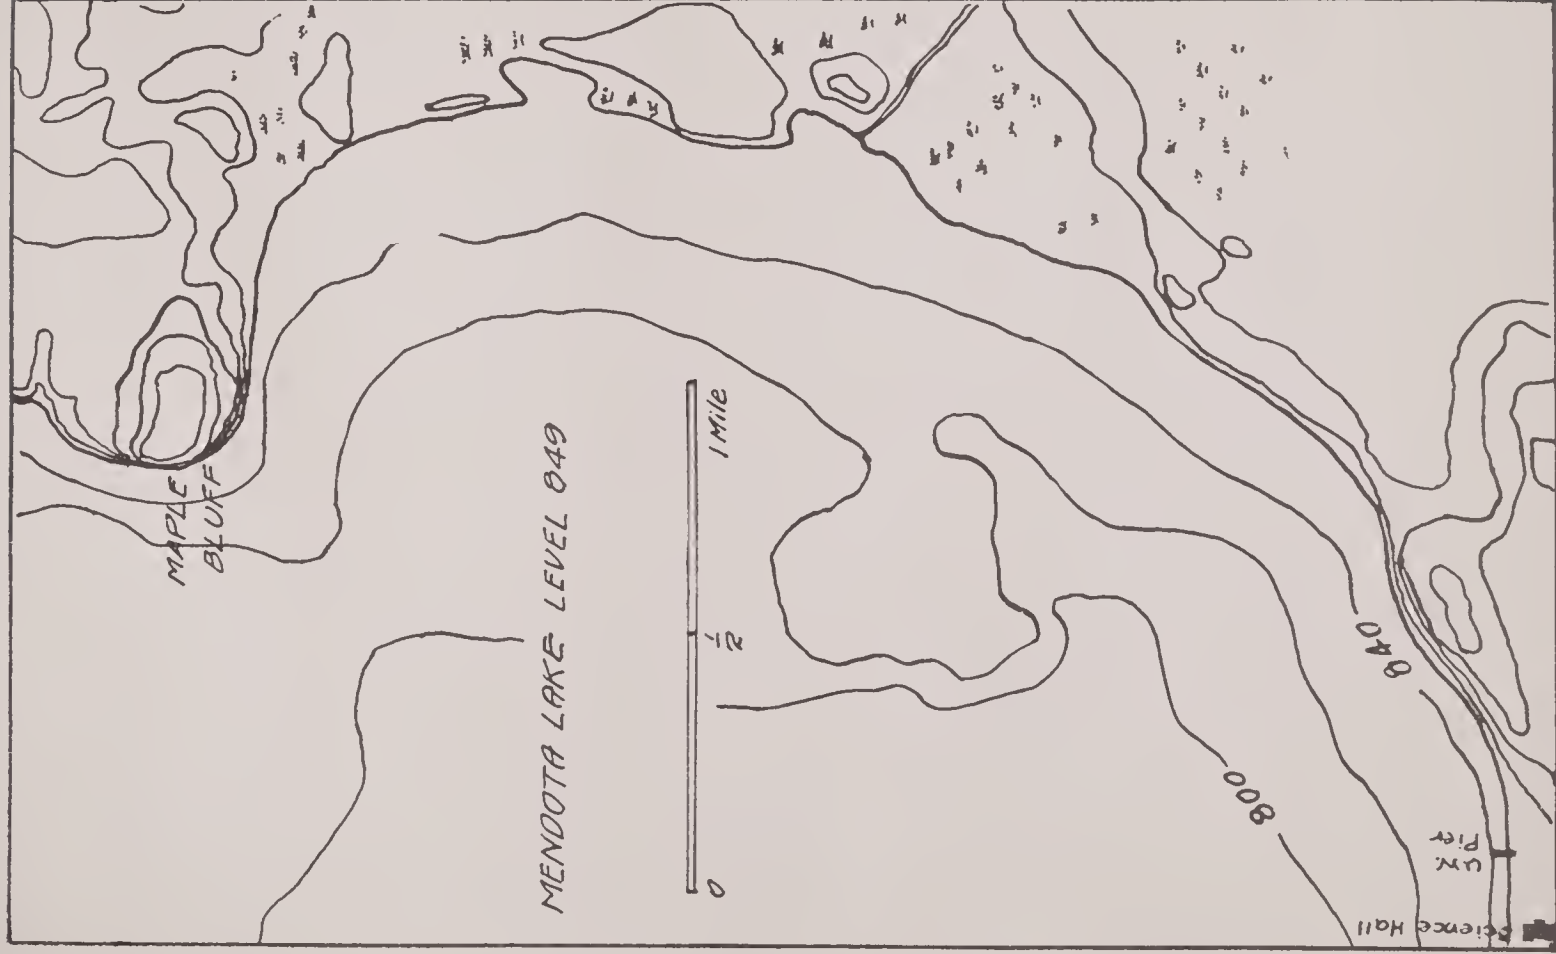 MAPLE
BLUFF
MENDOTA LAKE LEVEL 849
0
1/2
1 Mile
840
800
U.W.
Pier
Science Hall